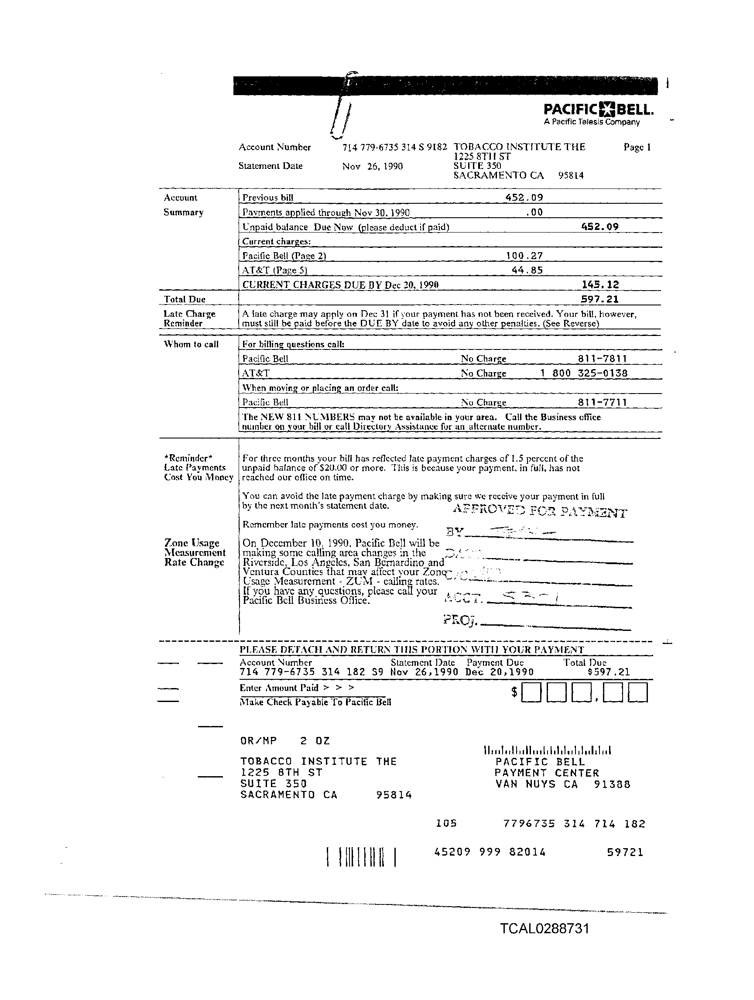 PACIFIC BELL.
A Pacific Telesis Company
Account Number 714 779-6735 314 S 9182 TOBACCO INSTITUTE THE Page 1
1225 8TH ST
Statement Date Nov 26, 1990 SUITE 350
SACRAMENTO CA 95814
Account Previous bill 452.09
Summary Payments applied through Nov 30, 1990 .00
Unpaid balance Due Now (please deduct if paid) 452.09
Current charges:
Pacific Bell (Page 2) 100.27
AT&T (Page 5) 44.85
CURRENT CHARGES DUE BY Dec 20, 1990 145.12
Total Due 597.21
Late Charge A late charge may apply on Dec 31 if your payment has not been received. Your bill, however,
Reminder must still be paid before the DUE BY date to avoid any other penalties. (See Reverse)
Whom to call For billing questions call:
Pacific Bell No Charge 811-7811
AT&T No Charge 1 800 325-0138
When moving or placing an order call:
Pacific Bell No Charge 811-7711
The NEW 811 NUMBERS may not be available in your area. Call the Business office
number on your bill or call Directory Assistance for an alternate number.
*Reminder* For three months your bill has reflected late payment charges of 1.5 percent of the
Late Payments unpaid balance of $20.00 or more. This is because your payment, in full, has not
Cost You Money reached our office on time.
You can avoid the late payment charge by making sure we receive your payment in full
by the next month's statement date.
APPROVED FOR PAYMENT
Remember late payments cost you money.
BY
Zone Usage On December 10, 1990, Pacific Bell will be
Measurement making some calling area changes in the
Rate Change Riverside, Los Angeles, San Bernardino and
Ventura Counties that may affect your Zone
Usage Measurement - ZUM - calling rates.
If you have any questions, please call your
Pacific Bell Business Office.
ACCT.
PROJ.
PLEASE DETACH AND RETURN THIS PORTION WITH YOUR PAYMENT
Account Number Statement Date Payment Due Total Due
714 779-6735 314 182 S9 Nov 26,1990 Dec 20,1990 $597.21
Enter Amount Paid > > > $ .
Make Check Payable To Pacific Bell
OR/MP 2 OZ
TOBACCO INSTITUTE THE
1225 8TH ST
SUITE 350
SACRAMENTO CA 95814
PACIFIC BELL
PAYMENT CENTER
VAN NUYS CA 91388
105 7796735 314 714 182
45209 999 82014 59721
TCAL0288731